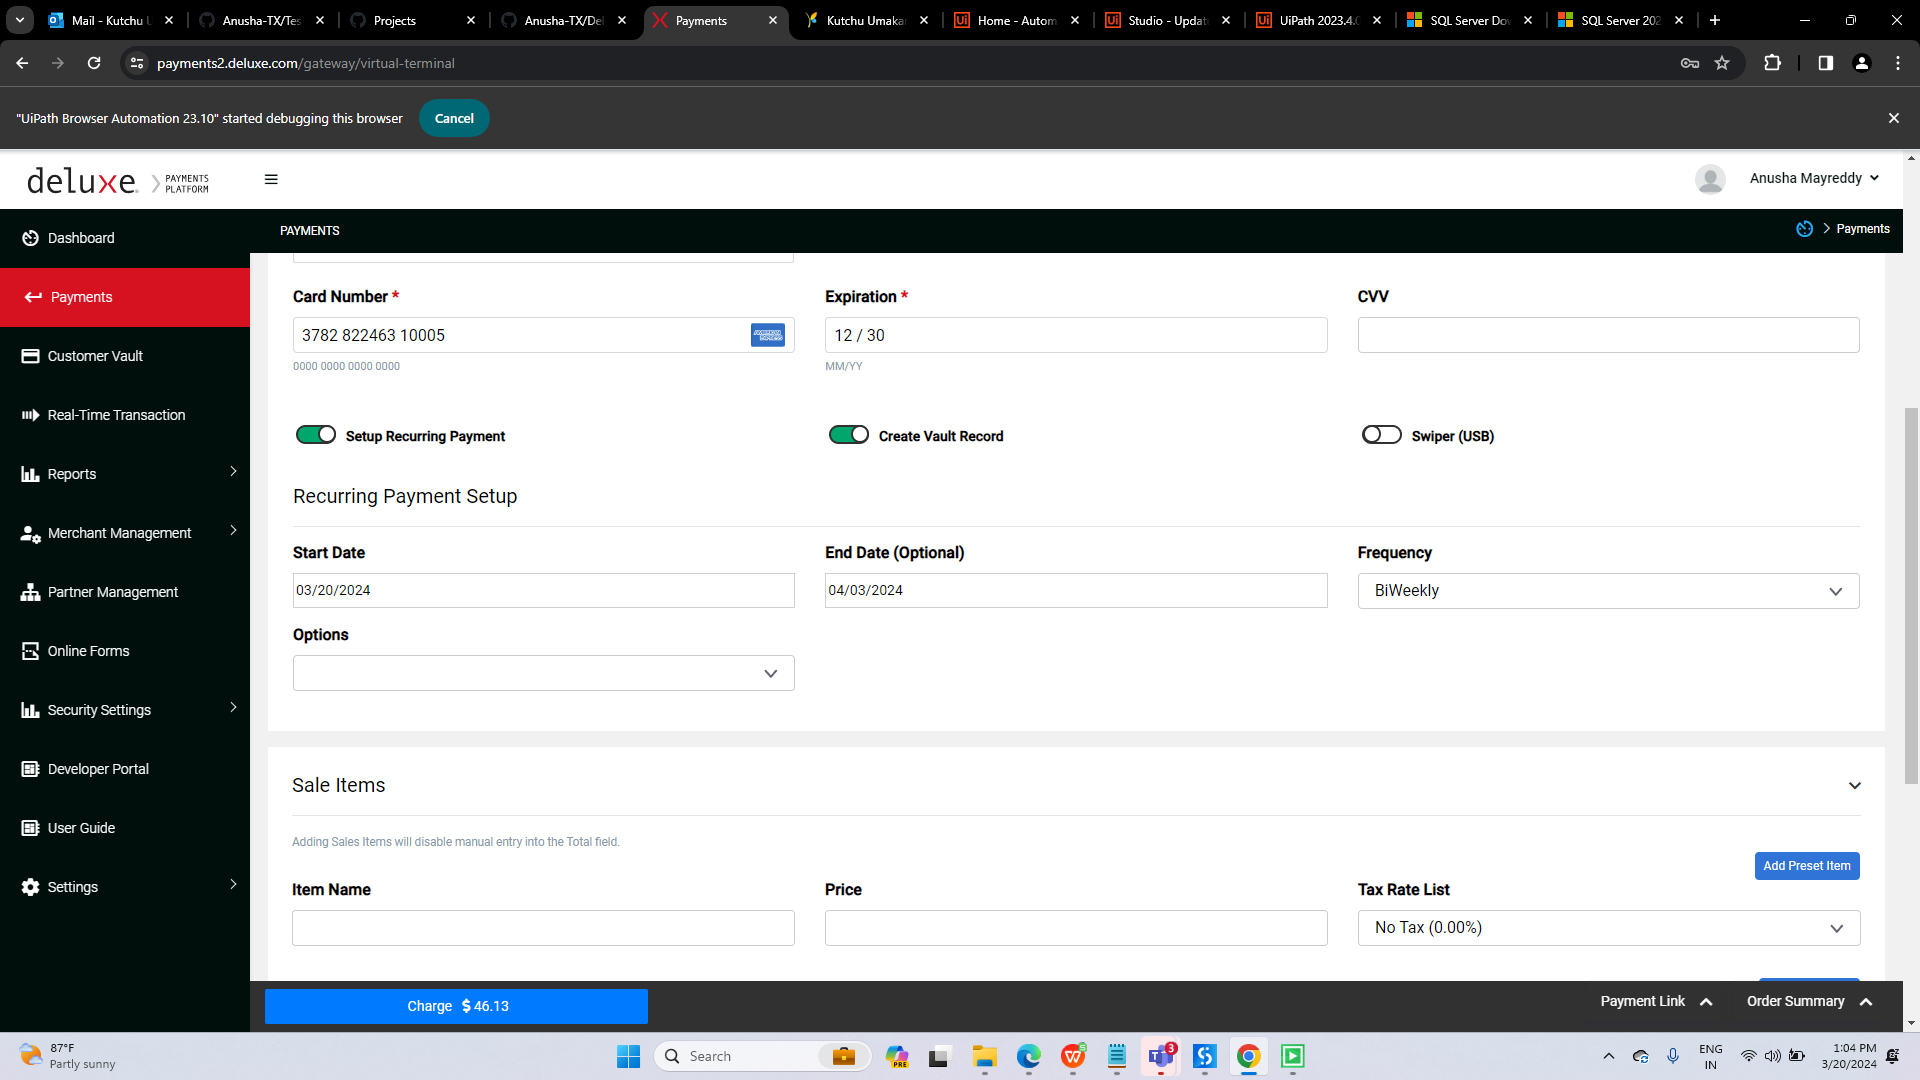 Mail - Kutchu U
Anusha-TX/Tes
Projects
Anusha-TX/Del
Payments
Kutchu Umakan
Home - Autom
Studio - Updat
UiPath 2023.4.0
SQL Server Do
SQL Server 202
payments2.deluxe.com/gateway/virtual-terminal
"UiPath Browser Automation 23.10" started debugging this browser
Cancel
deluxe.
PAYMENTS
PLATFORM
Anusha Mayreddy
PAYMENTS
Payments
Dashboard
Payments
Customer Vault
Real-Time Transaction
Reports
Merchant Management
Partner Management
Online Forms
Security Settings
Developer Portal
User Guide
Settings
Card Number *
Expiration *
CVV
3782 822463 10005
AMERICAN
EXPRESS
12 / 30
0000 0000 0000 0000
MM/YY
Setup Recurring Payment
Create Vault Record
Swiper (USB)
Recurring Payment Setup
Start Date
End Date (Optional)
Frequency
03/20/2024
04/03/2024
BiWeekly
Options
Sale Items
Adding Sales Items will disable manual entry into the Total field.
Add Preset Item
Item Name
Price
Tax Rate List
No Tax (0.00%)
Charge $ 46.13
Payment Link
Order Summary
87°F
Partly sunny
Search
PRE
3
ENG
IN
1:04 PM
3/20/2024